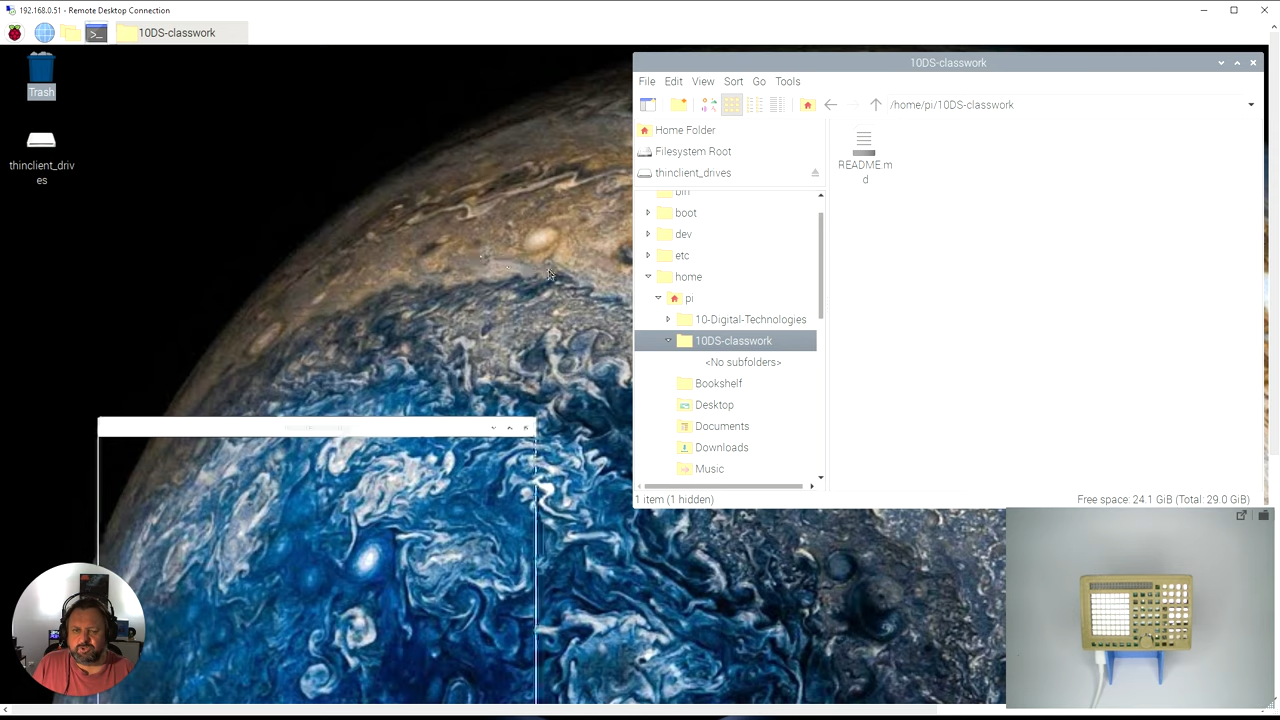 192.168.0.51 - Remote Desktop Connection
10DS-classwork
Trash
thinclient_driv
es
10DS-classwork
File Edit View Sort Go Tools
/home/pi/10DS-classwork
Home Folder
Filesystem Root
thinclient_drives
bin
boot
dev
etc
home
pi
10-Digital-Technologies
10DS-classwork
<No subfolders>
Bookshelf
Desktop
Documents
Downloads
Music
README.m
d
1 item (1 hidden)
Free space: 24.1 GiB (Total: 29.0 GiB)